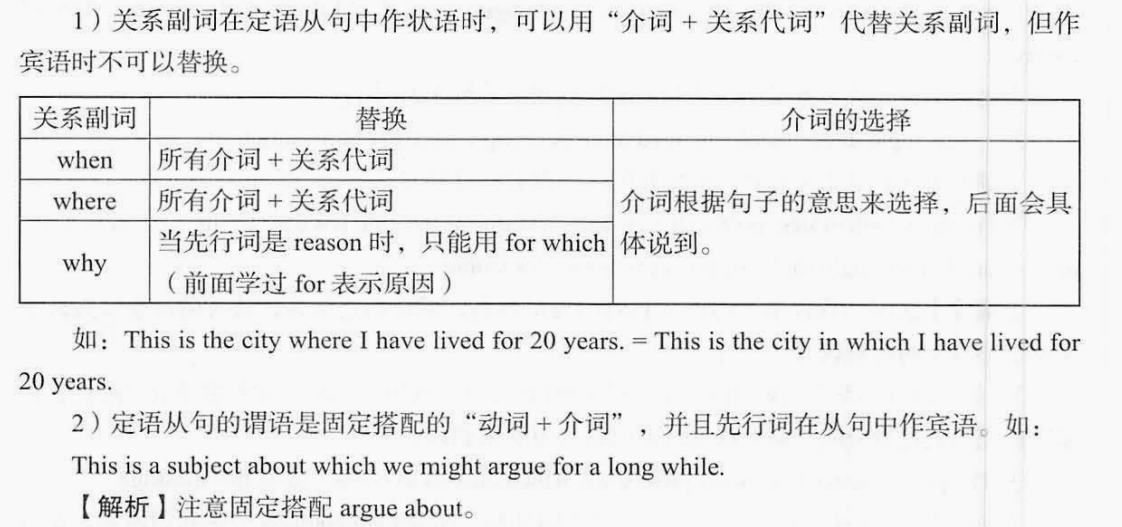 1）关系副词在定语从句中作状语时，可以用“介词 + 关系代词”代替关系副词，但作
宾语时不可以替换。
关系副词 替换 介词的选择
when 所有介词 + 关系代词
where 所有介词 + 关系代词
why 当先行词是 reason 时，只能用 for which
（前面学过 for 表示原因）
介词根据句子的意思来选择，后面会具
体说到。
如：This is the city where I have lived for 20 years. = This is the city in which I have lived for
20 years.
2）定语从句的谓语是固定搭配的“动词 + 介词”，并且先行词在从句中作宾语。如：
This is a subject about which we might argue for a long while.
【解析】注意固定搭配 argue about。